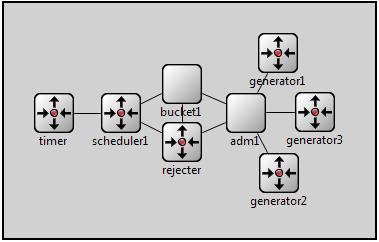 generator1
bucket1
timer
scheduler1
rejecter
adm1
generator3
generator2